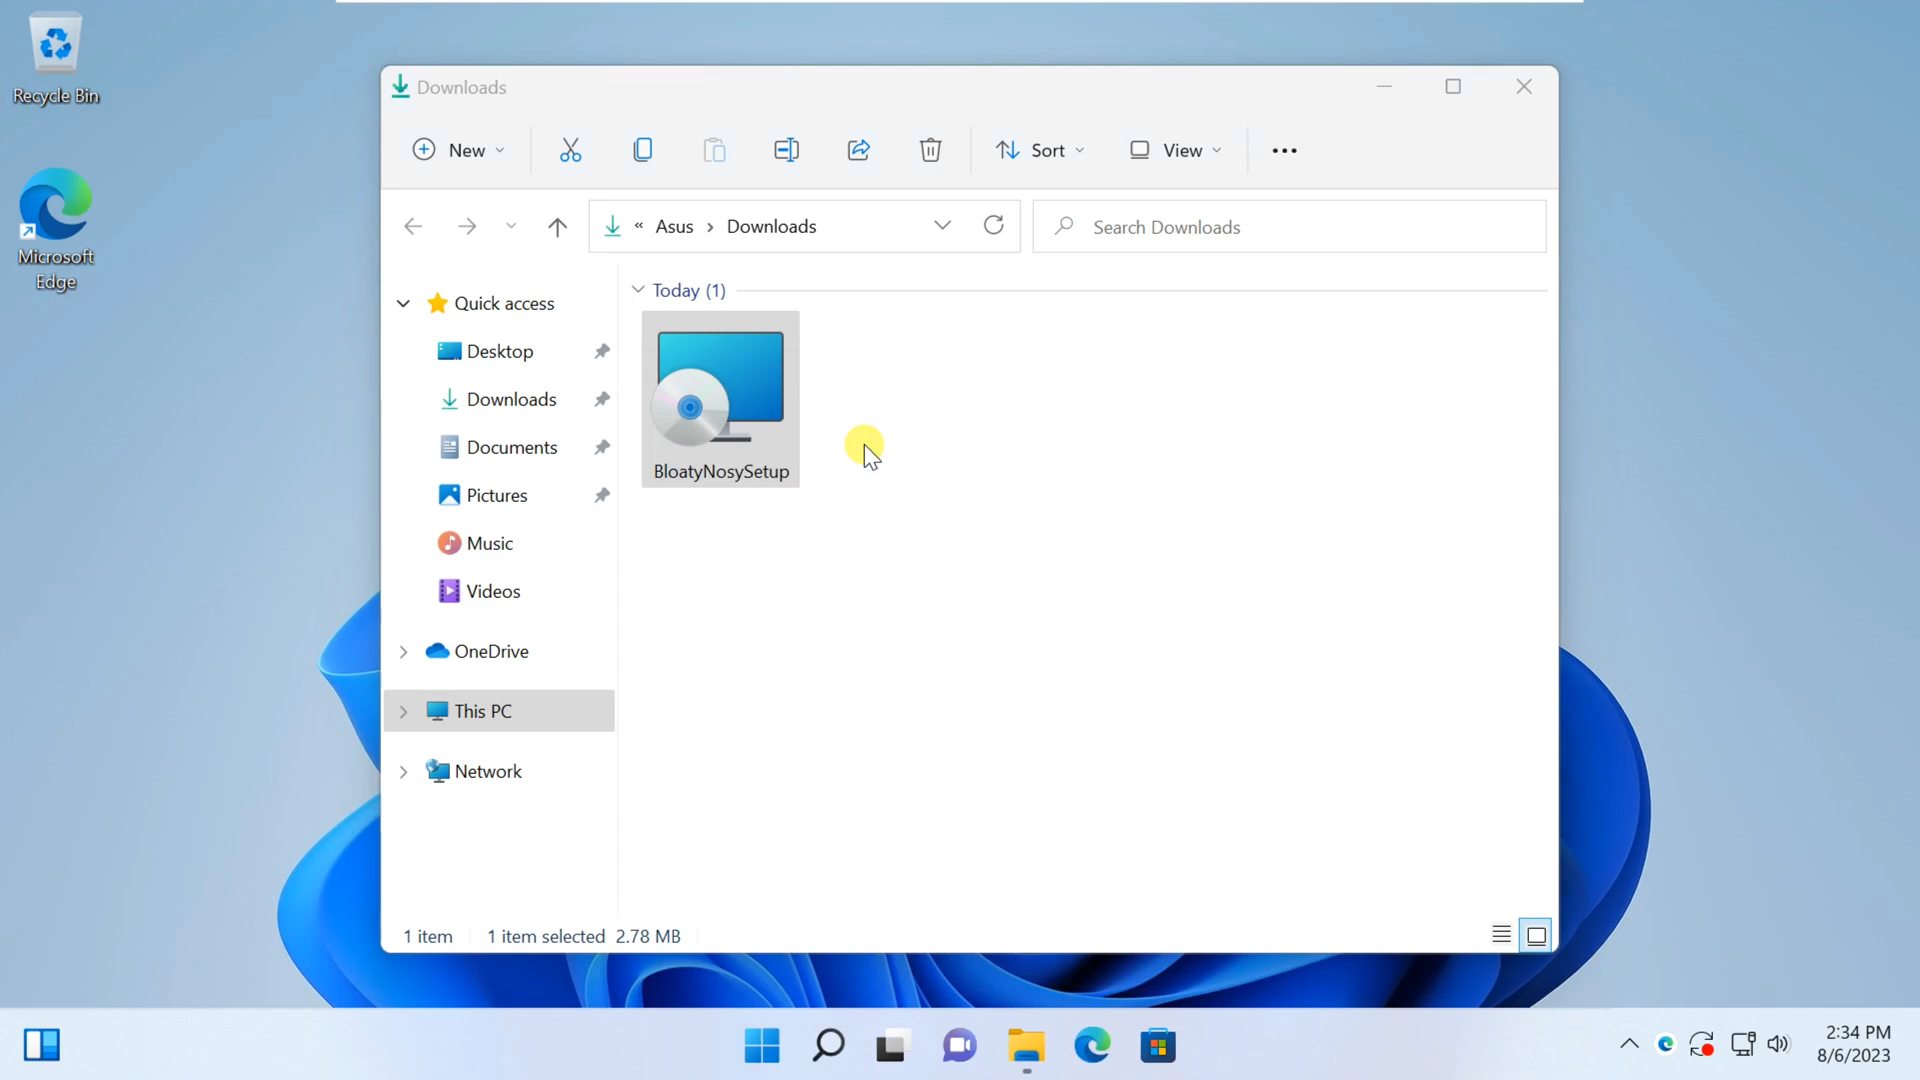 Recycle Bin
Microsoft
Edge
Downloads
New
Sort
View
« Asus > Downloads
Search Downloads
Quick access
Desktop
Downloads
Documents
Pictures
Music
Videos
OneDrive
This PC
Network
Today (1)
BloatyNosySetup
1 item
1 item selected 2.78 MB
2:34 PM
8/6/2023